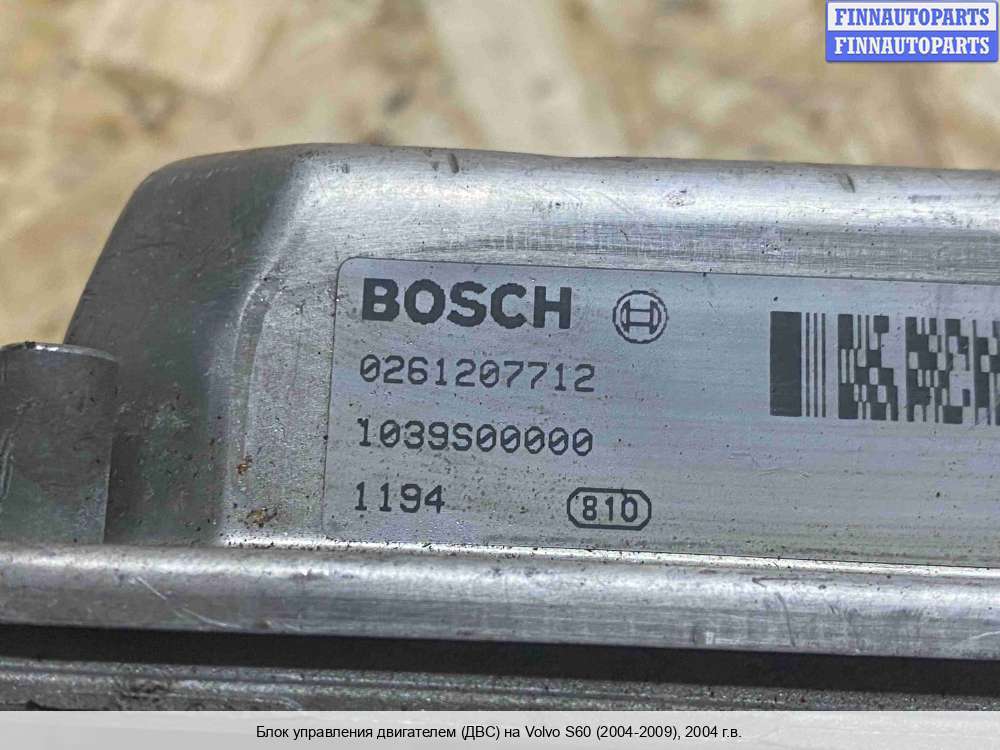 FINNAUTOPARTS
FINNAUTOPARTS
BOSCH
0261207712
1039S00000
1194 810
Блок управления двигателем (ДВС) на Volvo S60 (2004-2009), 2004 г.в.